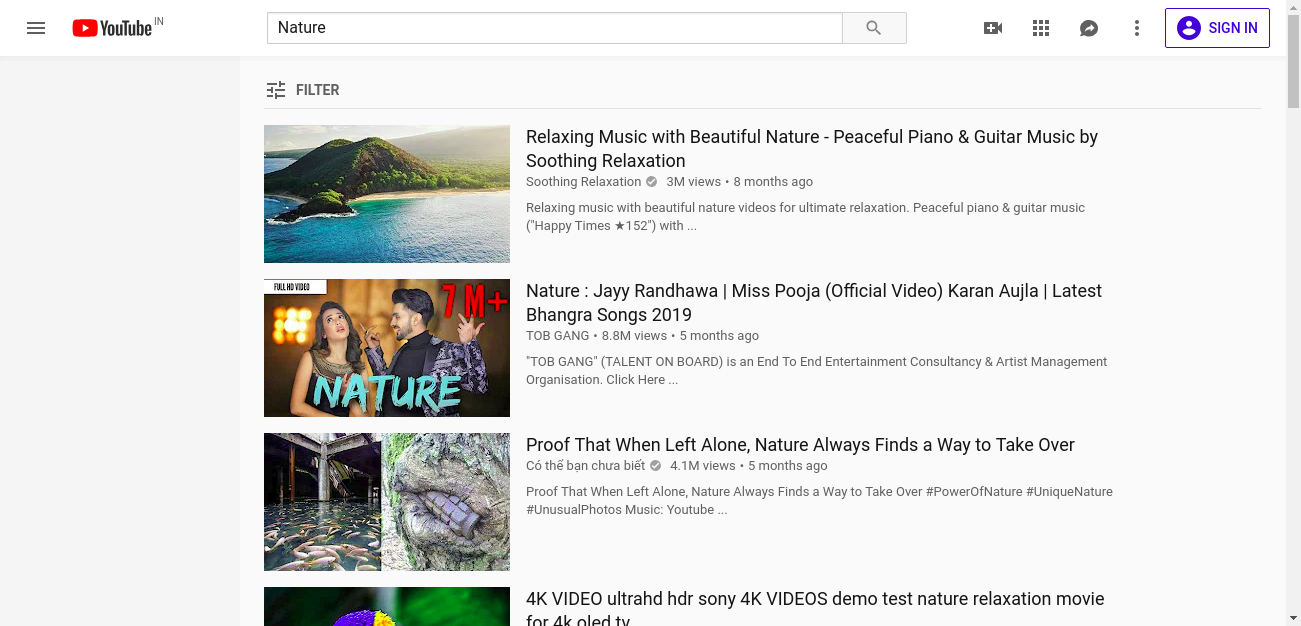 YouTube IN
Nature
SIGN IN
FILTER
Relaxing Music with Beautiful Nature - Peaceful Piano & Guitar Music by
Soothing Relaxation
Soothing Relaxation 3M views • 8 months ago
Relaxing music with beautiful nature videos for ultimate relaxation. Peaceful piano & guitar music
("Happy Times ★152") with ...
FULL HD VIDEO
7 M+
NATURE
Nature : Jayy Randhawa | Miss Pooja (Official Video) Karan Aujla | Latest
Bhangra Songs 2019
TOB GANG • 8.8M views • 5 months ago
"TOB GANG" (TALENT ON BOARD) is an End To End Entertainment Consultancy & Artist Management
Organisation. Click Here ...
Proof That When Left Alone, Nature Always Finds a Way to Take Over
Có thể bạn chưa biết 4.1M views • 5 months ago
Proof That When Left Alone, Nature Always Finds a Way to Take Over #PowerOfNature #UniqueNature
#UnusualPhotos Music: Youtube ...
4K VIDEO ultrahd hdr sony 4K VIDEOS demo test nature relaxation movie
for 4k oled tv